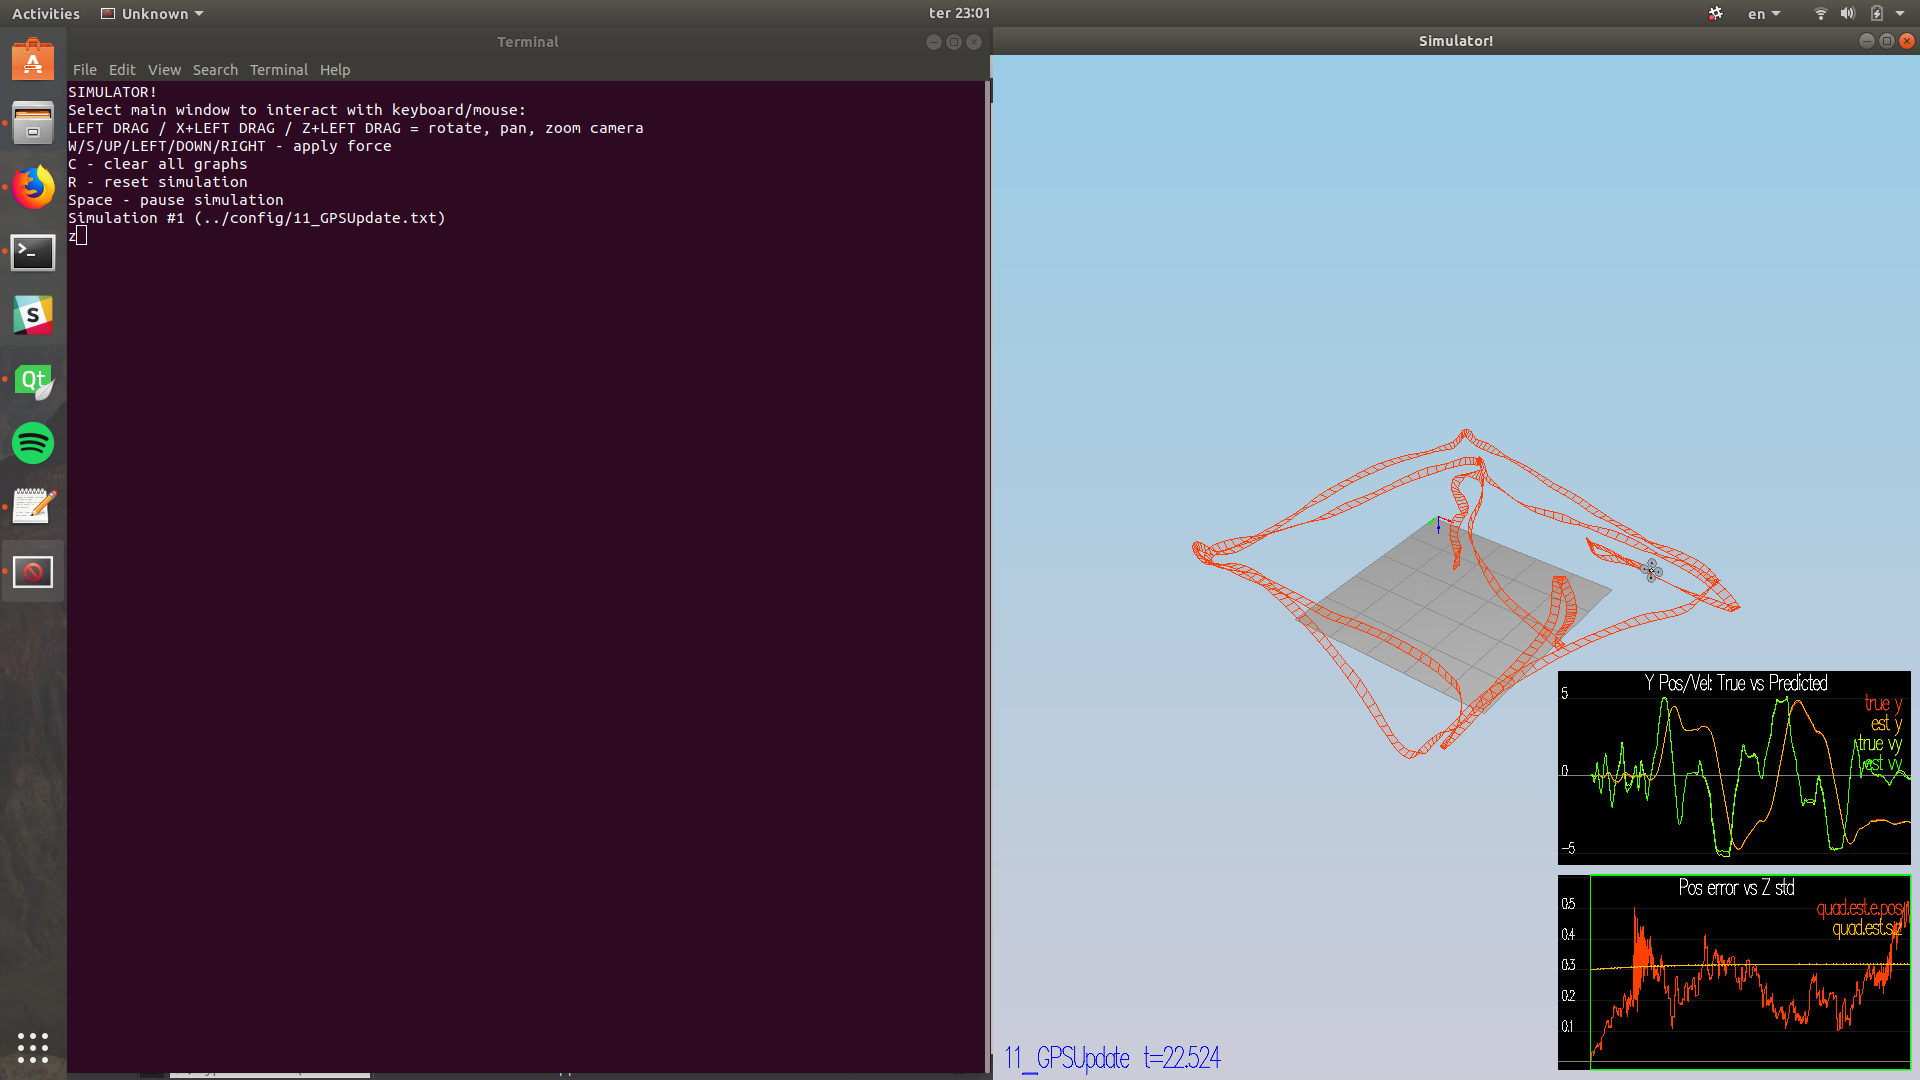 Activities Unknown ter 23:01 en
Terminal
File Edit View Search Terminal Help
SIMULATOR!
Select main window to interact with keyboard/mouse:
LEFT DRAG / X+LEFT DRAG / Z+LEFT DRAG = rotate, pan, zoom camera
W/S/UP/LEFT/DOWN/RIGHT - apply force
C - clear all graphs
R - reset simulation
Space - pause simulation
Simulation #1 (../config/11_GPSUpdate.txt)
z
S
Qt
Simulator!
Y Pos/Vel: True vs Predicted
5
true y
est y
true vy
est vy
0
-5
Pos error vs Z std
0.5
quad.est.e.pos
0.4
0.3
0.2
0.1
11_GPSUpdate t=22.524